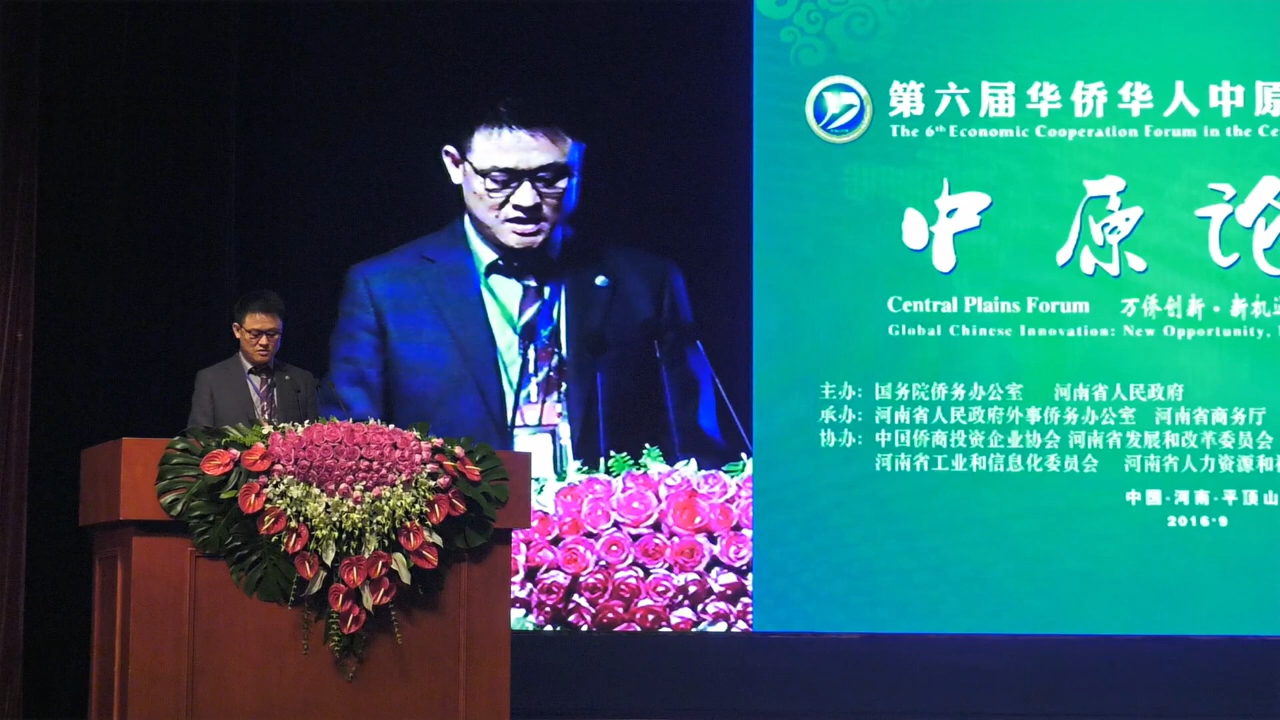 第六届华侨华人中原
The 6th Economic Cooperation Forum in the Ce
中原论
Central Plains Forum 万侨创新·新机遇
Global Chinese Innovation: New Opportunity,
主办: 国务院侨务办公室 河南省人民政府
承办: 河南省人民政府外事侨务办公室 河南省商务厅
协办: 中国侨商投资企业协会 河南省发展和改革委员会
河南省工业和信息化委员会 河南省人力资源和
中国·河南·平顶山
2016·9